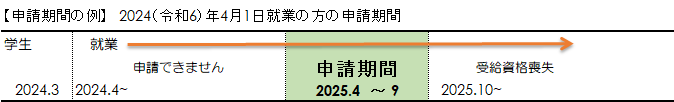 【申請期間の例】 2024(令和6)年4月1日就業の方の申請期間
学生 就業
申請できません 申請期間 受給資格喪失
2024.3 2024.4~ 2025.4 ～ 9 2025.10~